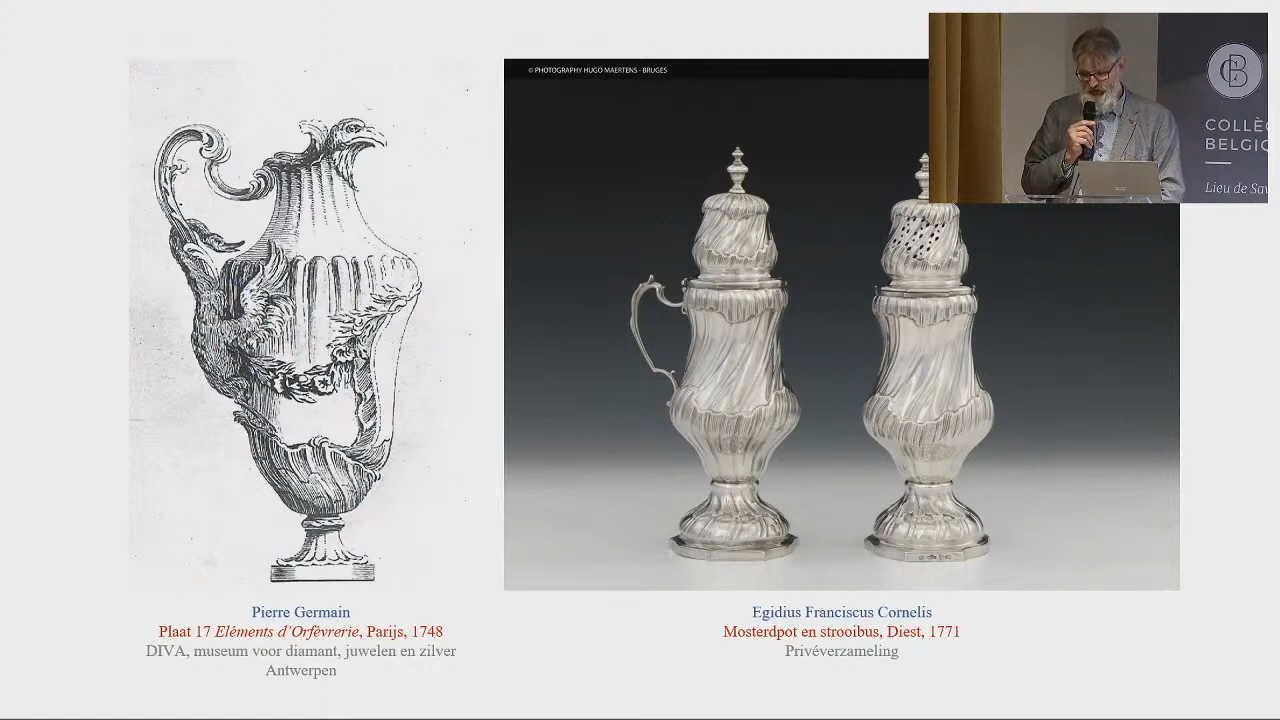 © PHOTOGRAPHY HUGO MAERTENS - BRUGES
COLLÈG
BELGIQ
Lieu de Sav
Pierre Germain
Plaat 17 Eléments d'Orfèvrerie, Parijs, 1748
DIVA, museum voor diamant, juwelen en zilver
Antwerpen
Egidius Franciscus Cornelis
Mosterdpot en strooibus, Diest, 1771
Privéverzameling